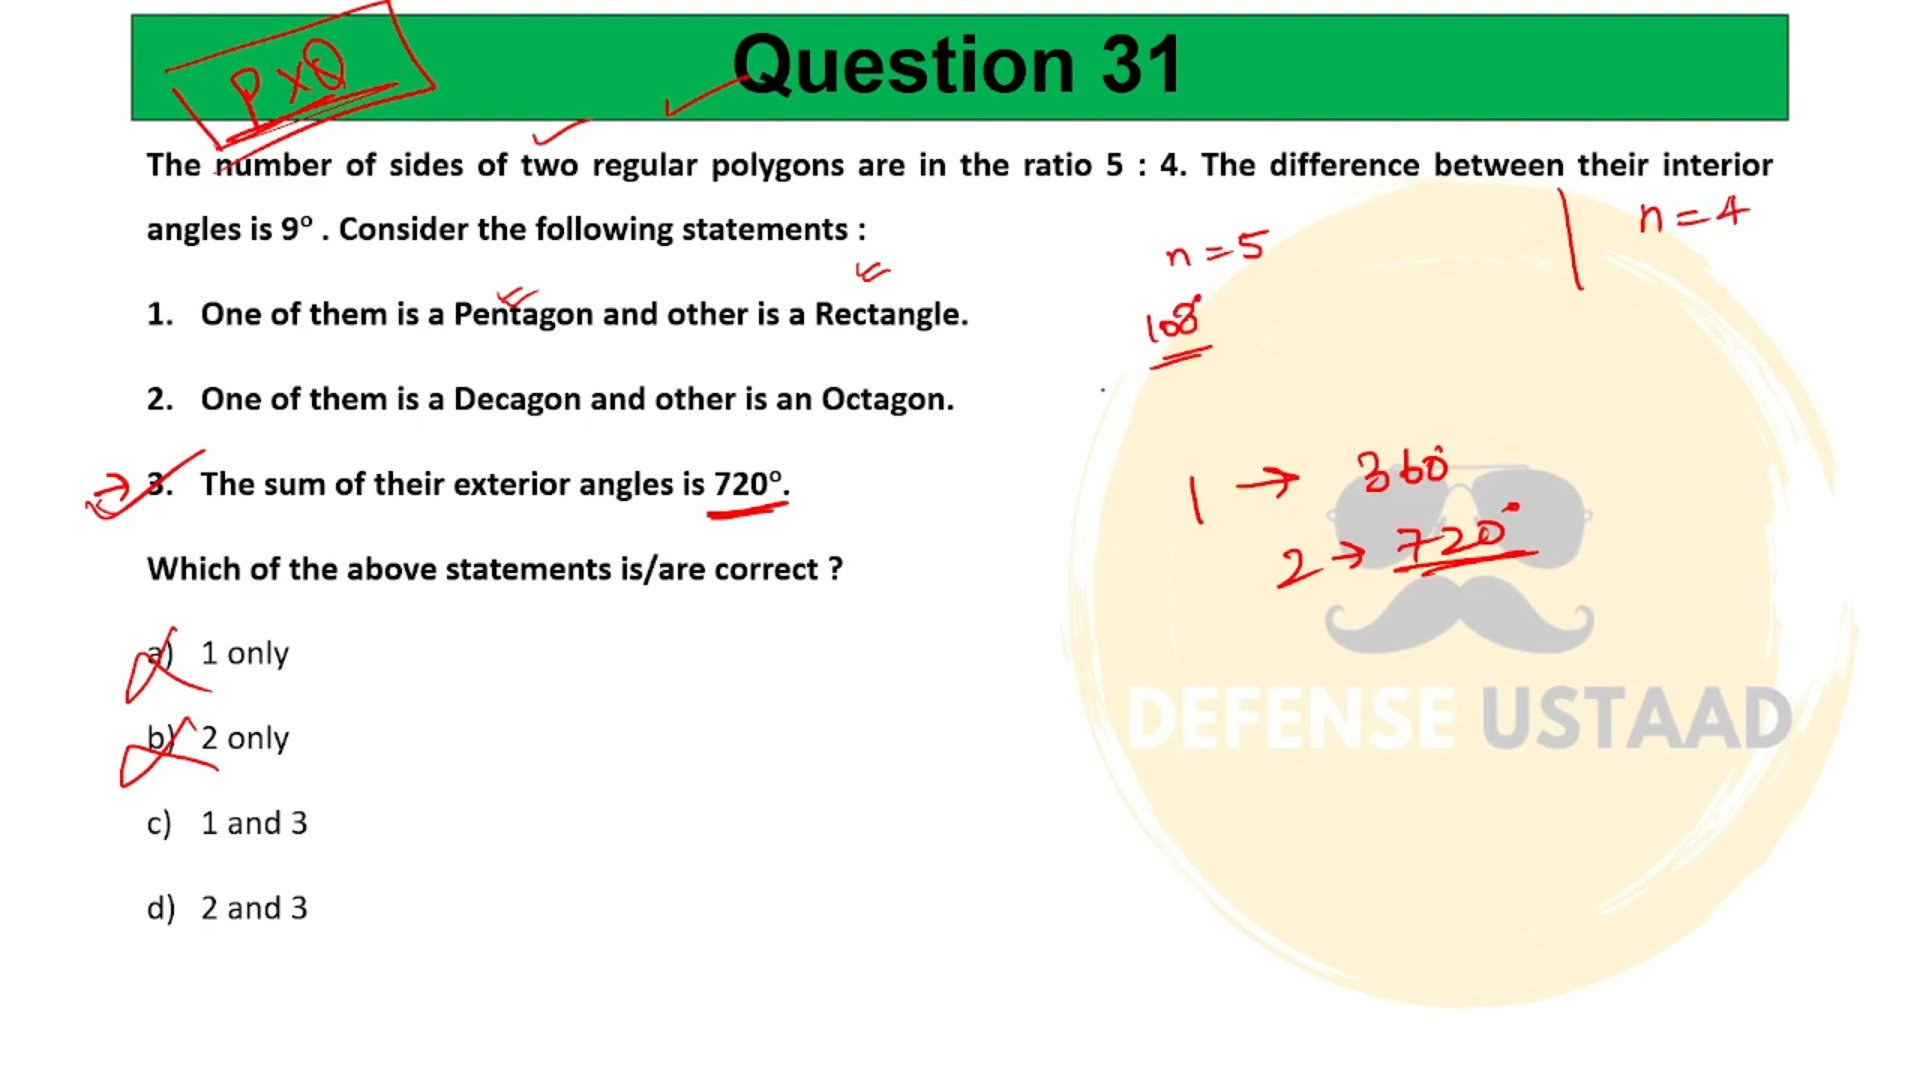 Question 31
P x Q
The number of sides of two regular polygons are in the ratio 5 : 4. The difference between their interior
angles is 9° . Consider the following statements :
n = 5
n = 4
1. One of them is a Pentagon and other is a Rectangle.
108°
2. One of them is a Decagon and other is an Octagon.
3. The sum of their exterior angles is 720°.
1 → 360°
2 → 720°
Which of the above statements is/are correct ?
a) 1 only
b) 2 only
c) 1 and 3
d) 2 and 3
DEFENSE USTAAD